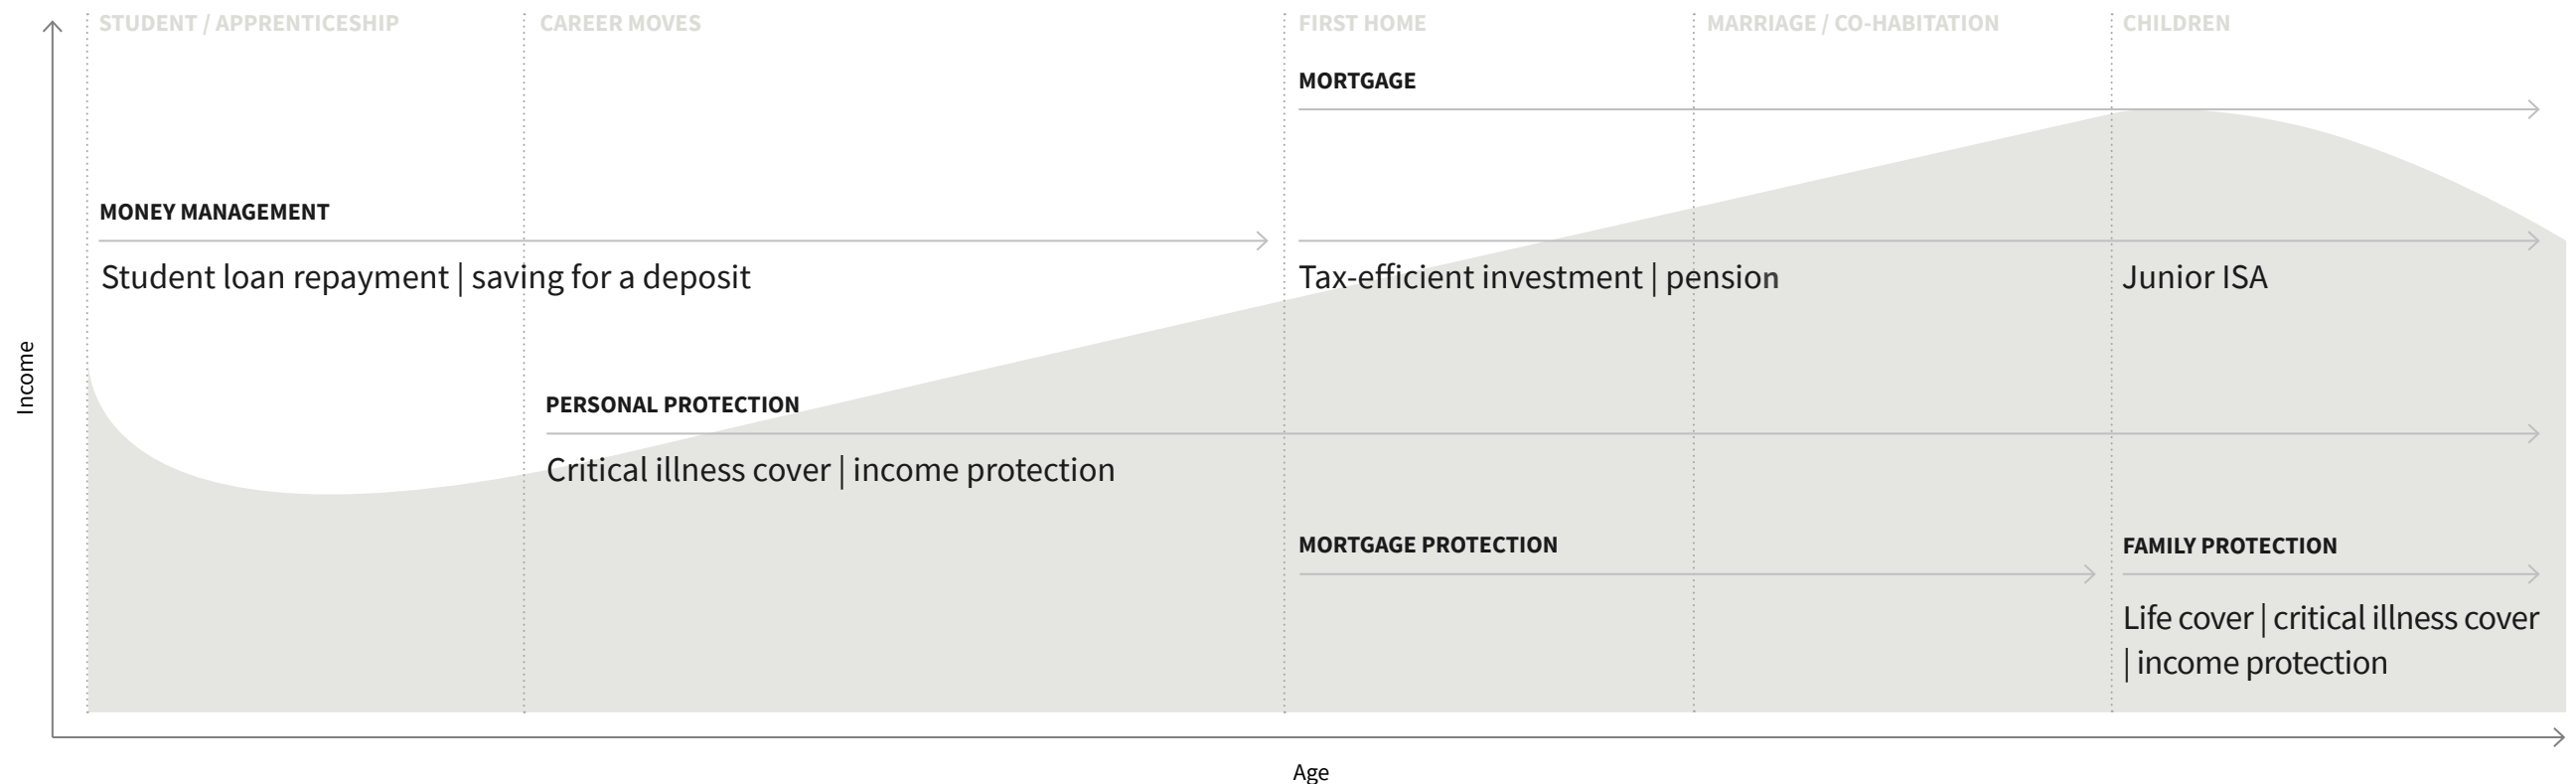 STUDENT / APPRENTICESHIP
CAREER MOVES
FIRST HOME
MARRIAGE / CO-HABITATION
CHILDREN
MORTGAGE
MONEY MANAGEMENT
Student loan repayment | saving for a deposit
Tax-efficient investment | pension
Junior ISA
Income
PERSONAL PROTECTION
Critical illness cover | income protection
MORTGAGE PROTECTION
FAMILY PROTECTION
Life cover | critical illness cover
| income protection
Age